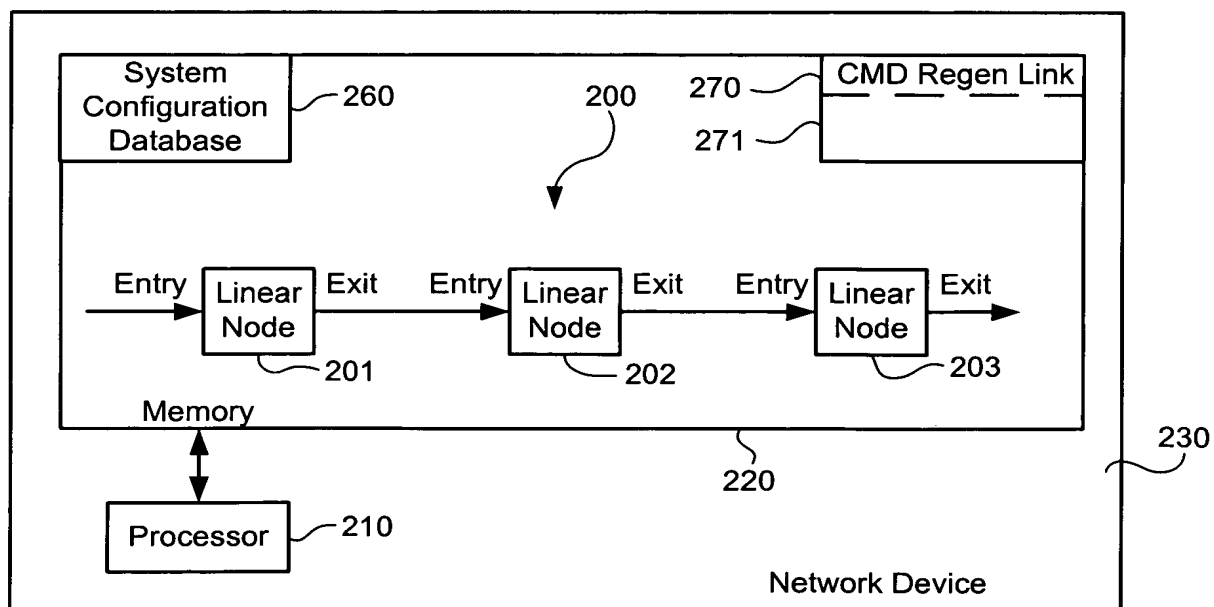 System
Configuration
Database
260
200
270
CMD Regen Link
271
Entry
Linear
Node
Exit
201
Entry
Linear
Node
Exit
202
Entry
Linear
Node
Exit
203
Memory
220
230
Processor
210
Network Device